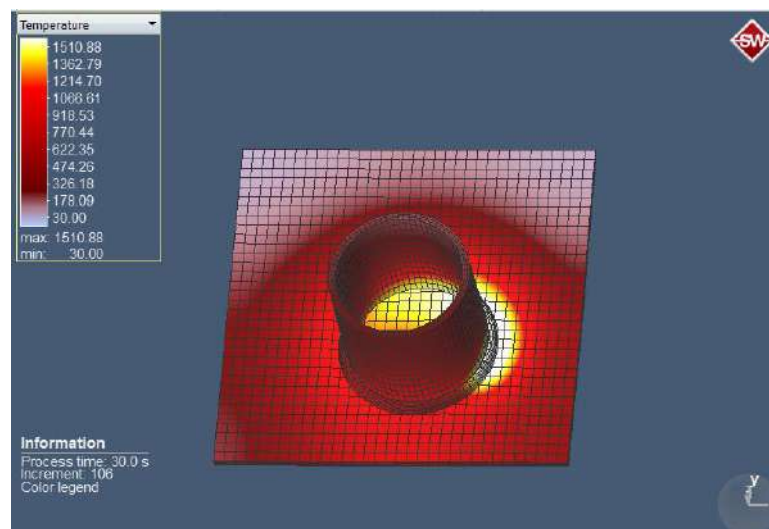 Temperature
1510.88
1362.79
1214.70
1066.61
918.53
770.44
622.35
474.26
326.18
178.09
30.00
max: 1510.88
min: 30.00
SW
Information
Process time: 30.0 s
Increment: 106
Color legend
y